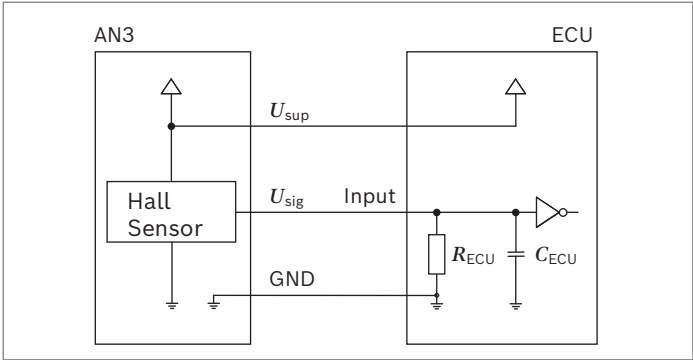 AN3
ECU
Usup
Hall
Sensor
Usig
Input
RECU
CECU
GND